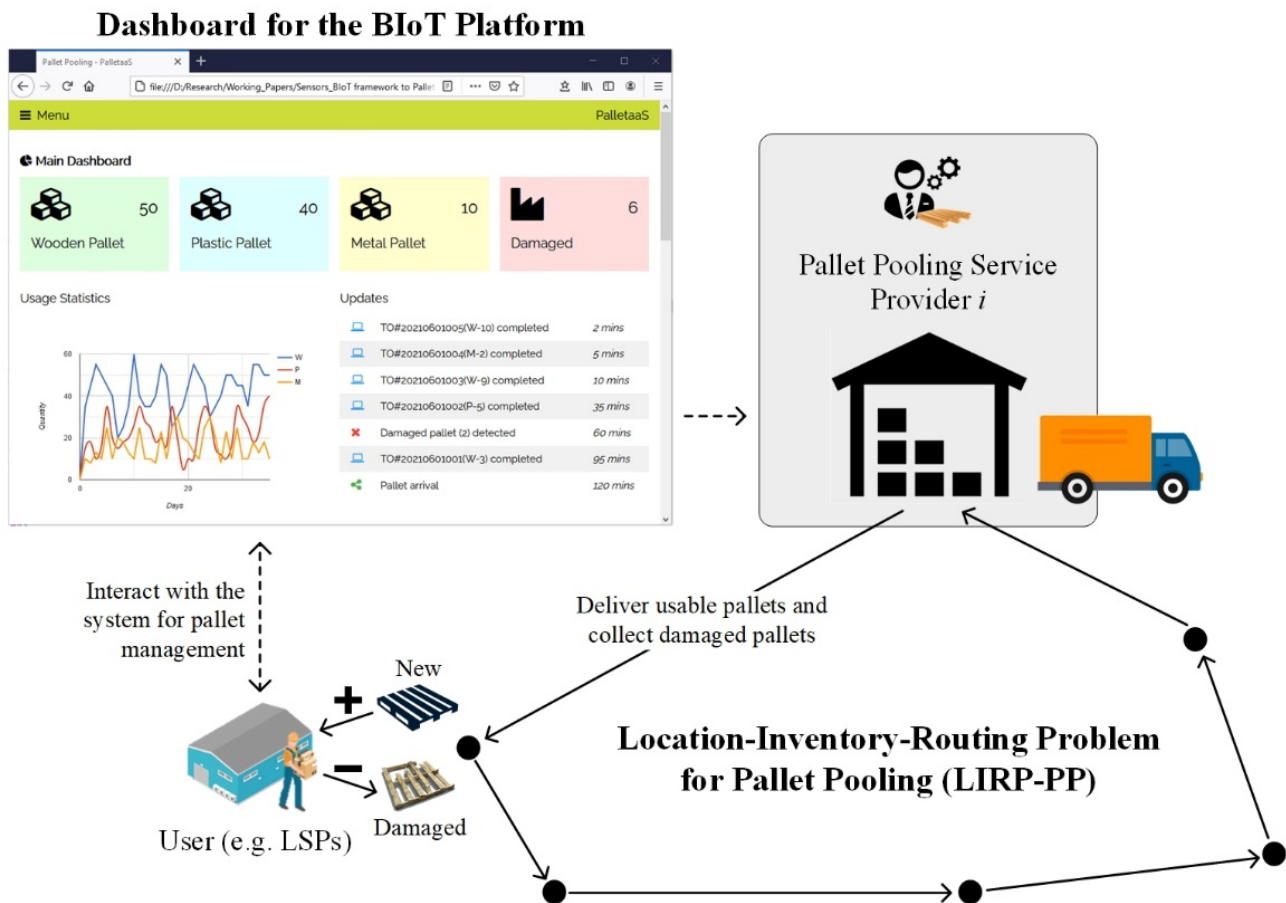 Dashboard for the BIoT Platform
Pallet Pooling - PalletaaS
file:///D:/Research/Working_Papers/Sensors_BIoT framework to Pallet
Menu
PalletaaS
Main Dashboard
50
Wooden Pallet
40
Plastic Pallet
10
Metal Pallet
6
Damaged
Usage Statistics
60
40
20
0
Quantity
0
20
Days
W
P
M
Updates
TO#20210601005(W-10) completed 2 mins
TO#20210601004(M-2) completed 5 mins
TO#20210601003(W-9) completed 10 mins
TO#20210601002(P-5) completed 35 mins
Damaged pallet (2) detected 60 mins
TO#20210601001(W-3) completed 95 mins
Pallet arrival 120 mins
Pallet Pooling Service
Provider i
Interact with the
system for pallet
management
Deliver usable pallets and
collect damaged pallets
New
Damaged
User (e.g. LSPs)
Location-Inventory-Routing Problem
for Pallet Pooling (LIRP-PP)